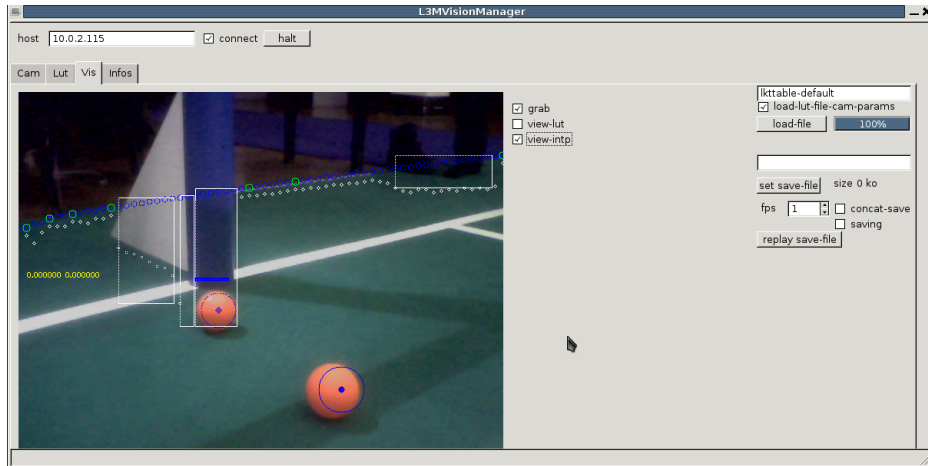 L3MVisionManager
host 10.0.2.115 connect halt
Cam Lut Vis Infos
grab
view-lut
view-intp
lkttable-default
load-lut-file-cam-params
load-file 100%
set save-file size 0 ko
fps 1 concat-save
saving
replay save-file
0.000000 0.000000